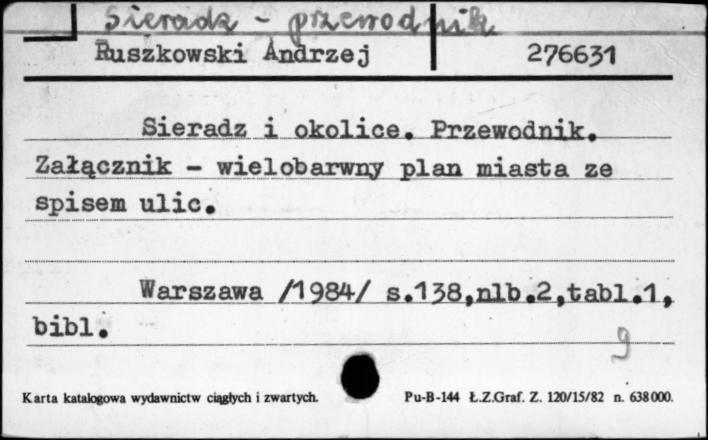 Sieradz - przewodnik
Ruszkowski Andrzej 276631
Sieradz i okolice. Przewodnik.
Załącznik - wielobarwny plan miasta ze
spisem ulic.
Warszawa /1984/ s.138,nlb.2,tabl.1,
bibl.
9
Karta katalogowa wydawnictw ciągłych i zwartych. Pu-B-144 Ł.Z.Graf. Z. 120/15/82 n. 638000.